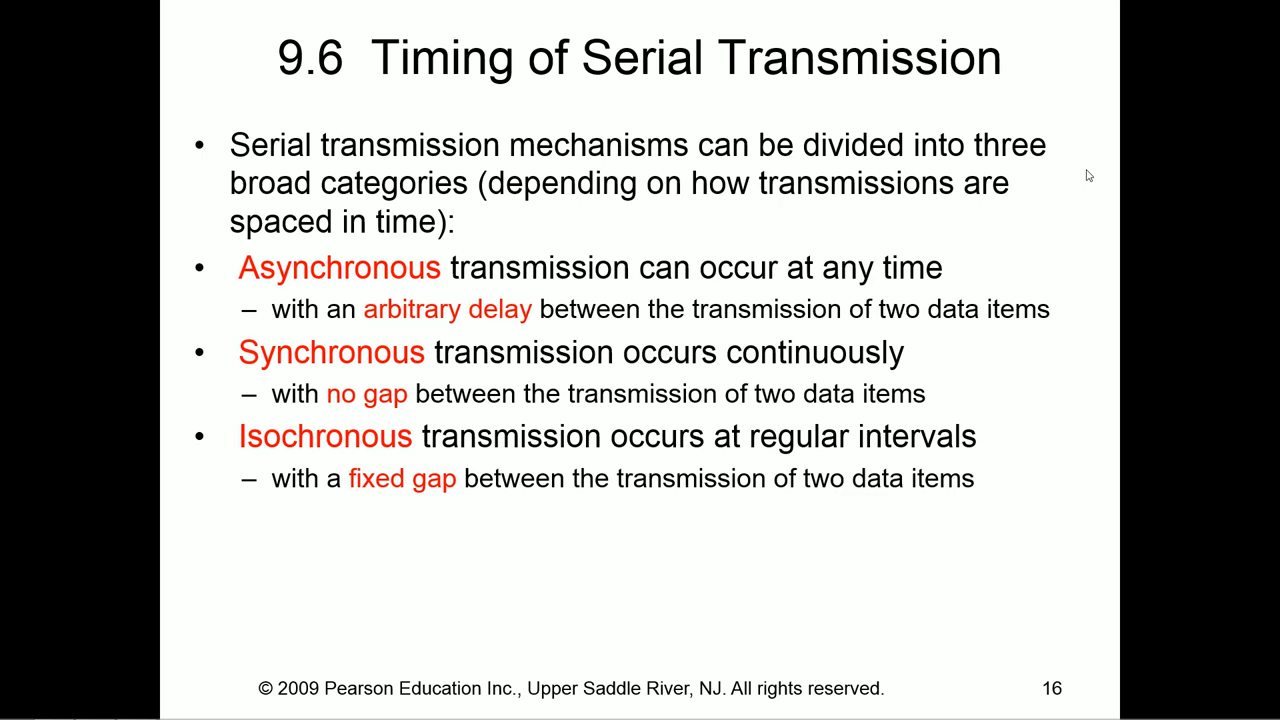 9.6 Timing of Serial Transmission
• Serial transmission mechanisms can be divided into three
broad categories (depending on how transmissions are
spaced in time):
• Asynchronous transmission can occur at any time
– with an arbitrary delay between the transmission of two data items
• Synchronous transmission occurs continuously
– with no gap between the transmission of two data items
• Isochronous transmission occurs at regular intervals
– with a fixed gap between the transmission of two data items
© 2009 Pearson Education Inc., Upper Saddle River, NJ. All rights reserved.
16